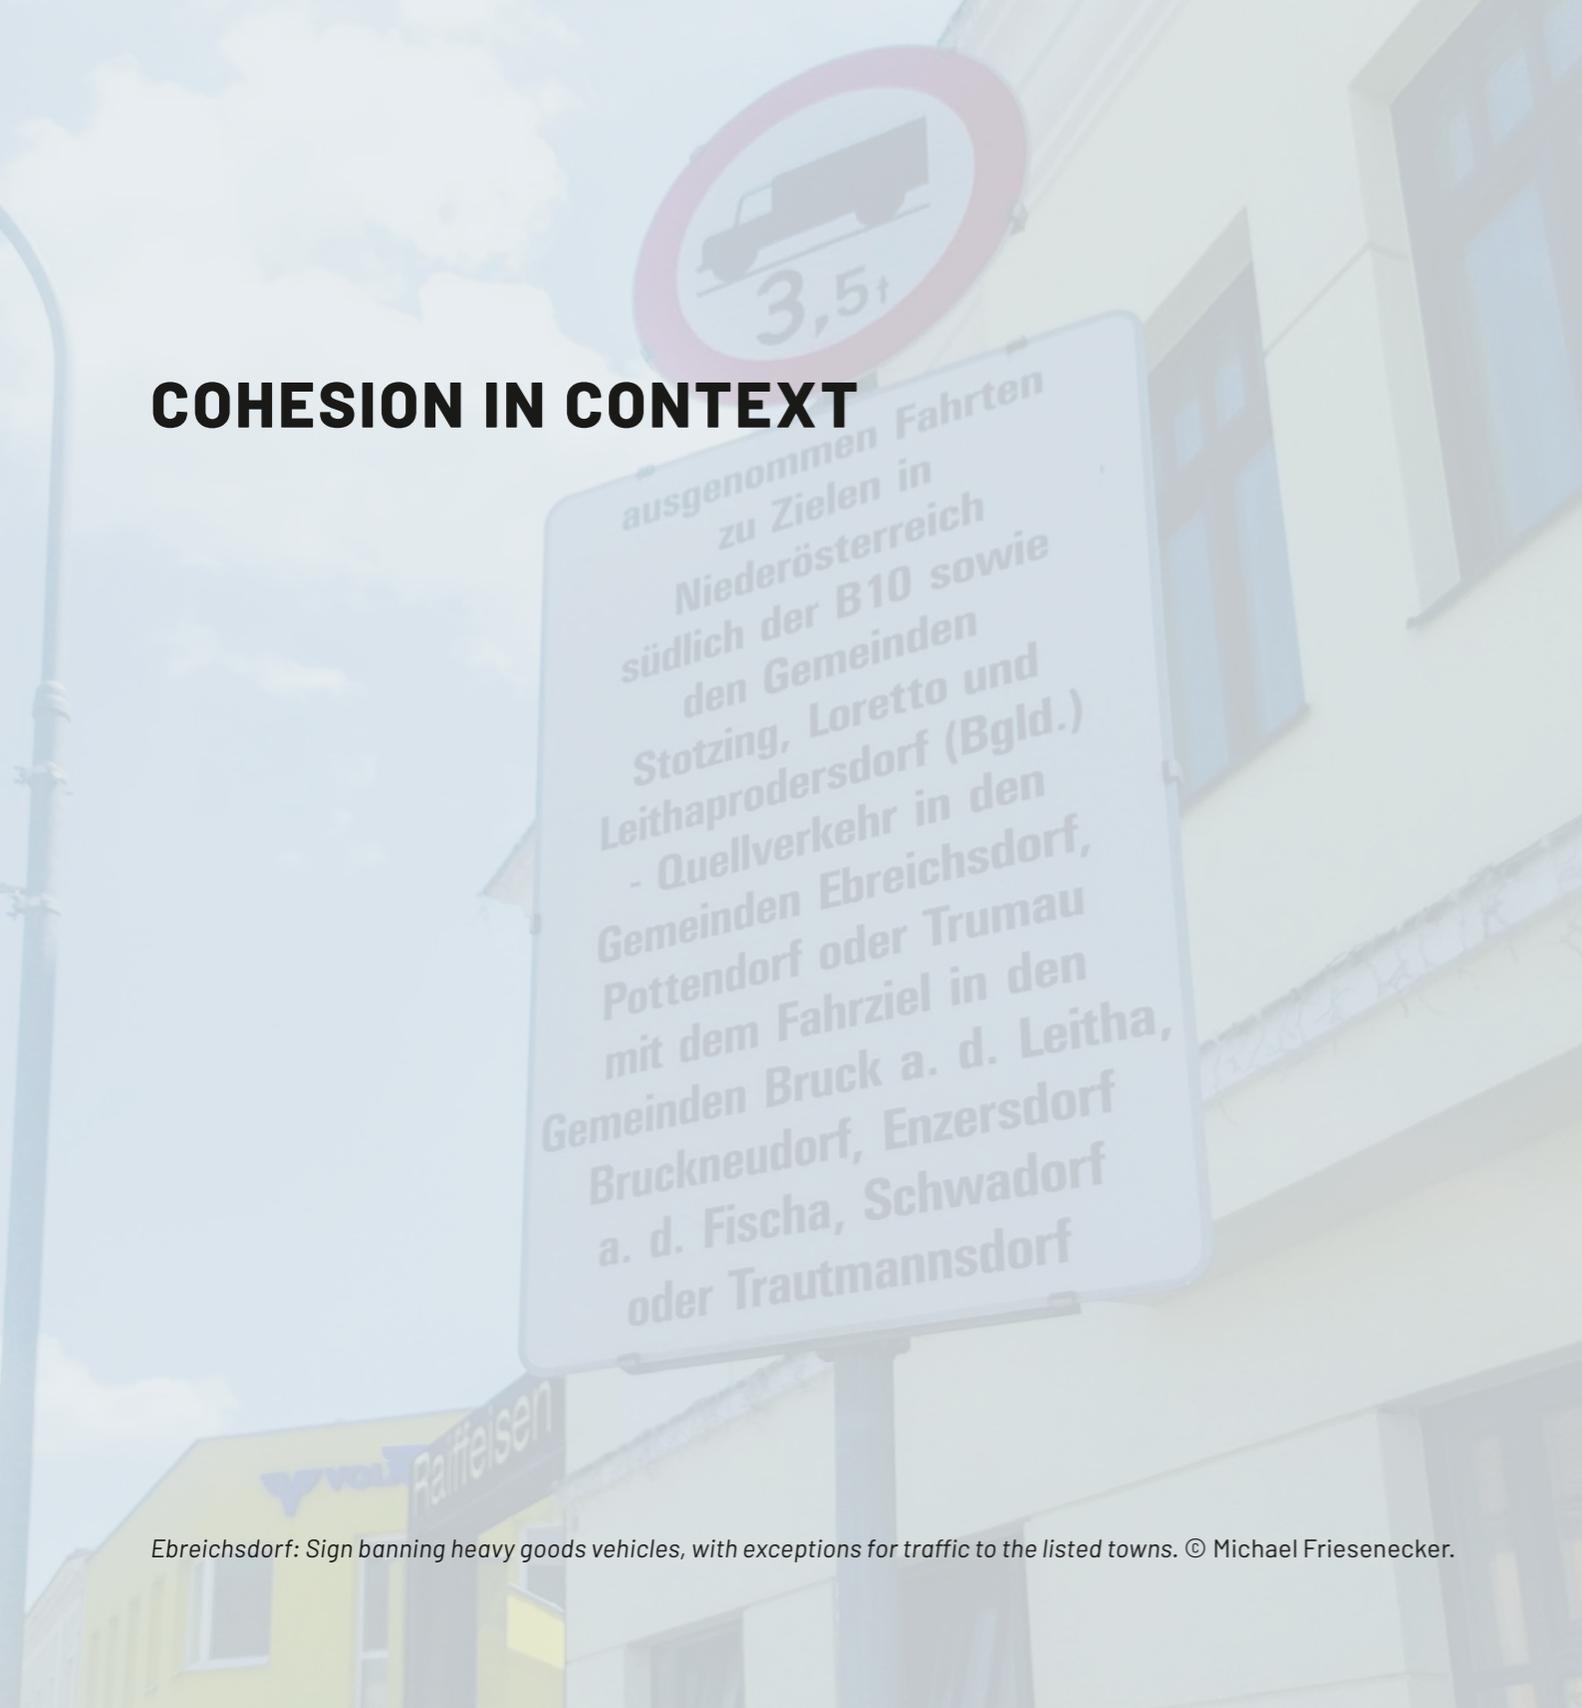 3,5t
COHESION IN CONTEXT
ausgenommen Fahrten
zu Zielen in
Niederösterreich
südlich der B10 sowie
den Gemeinden
Stotzing, Loretto und
Leithaprodersdorf (Bgld.)
- Quellverkehr in den
Gemeinden Ebreichsdorf,
Pottendorf oder Trumau
mit dem Fahrziel in den
Gemeinden Bruck a. d. Leitha,
Bruckneudorf, Enzersdorf
a. d. Fischa, Schwadorf
oder Trautmannsdorf
Raiffeisen
Ebreichsdorf: Sign banning heavy goods vehicles, with exceptions for traffic to the listed towns. © Michael Friesenecker.